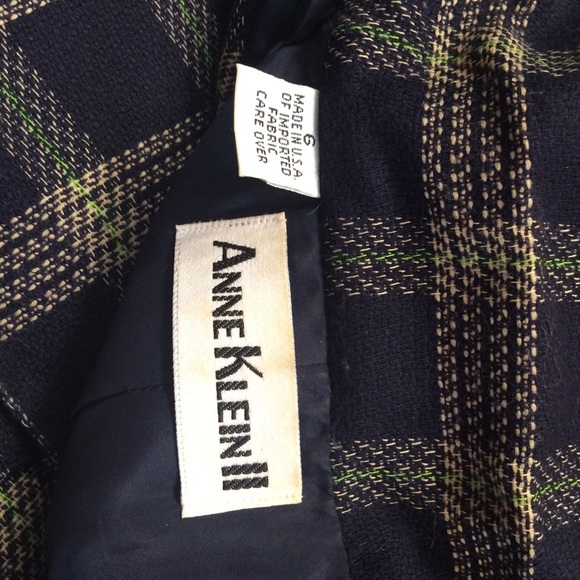 6
MADE IN U.S.A.
OF IMPORTED
FABRIC
CARE OVER
ANNE KLEIN II